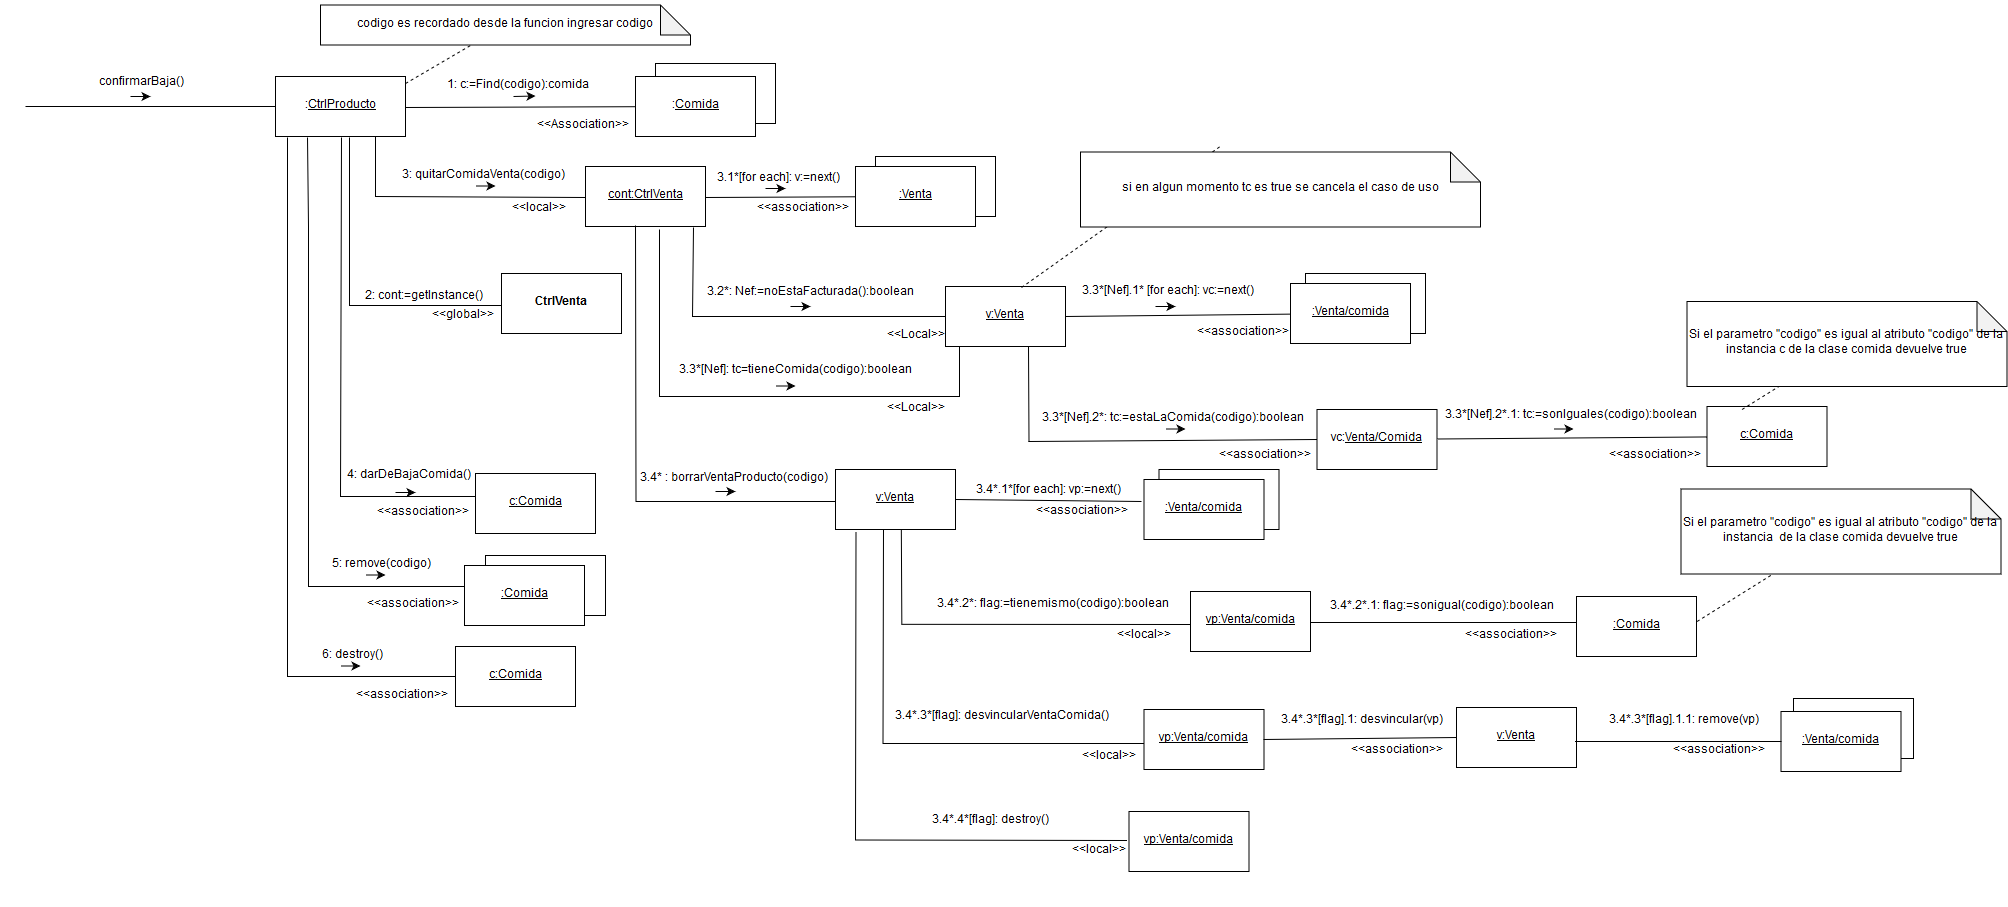 codigo es recordado desde la funcion ingresar codigo
confirmarBaja()
:CtrlProducto
1: c:=Find(codigo):comida
<<Association>>
:Comida
3: quitarComidaVenta(codigo)
<<local>>
cont:CtrlVenta
3.1*[for each]: v:=next()
<<association>>
:Venta
si en algun momento tc es true se cancela el caso de uso
2: cont:=getInstance()
<<global>>
CtrlVenta
3.2*: Nef:=noEstaFacturada():boolean
<<Local>>
v:Venta
3.3*[Nef].1* [for each]: vc:=next()
<<association>>
:Venta/comida
Si el parametro "codigo" es igual al atributo "codigo" de la
instancia c de la clase comida devuelve true
3.3*[Nef]: tc=tieneComida(codigo):boolean
<<Local>>
3.3*[Nef].2*: tc:=estaLaComida(codigo):boolean
<<association>>
vc:Venta/Comida
3.3*[Nef].2*.1: tc:=sonIguales(codigo):boolean
<<association>>
c:Comida
4: darDeBajaComida()
<<association>>
c:Comida
3.4* : borrarVentaProducto(codigo)
v:Venta
3.4*.1*[for each]: vp:=next()
<<association>>
:Venta/comida
Si el parametro "codigo" es igual al atributo "codigo" de la
instancia  de la clase comida devuelve true
5: remove(codigo)
<<association>>
:Comida
3.4*.2*: flag:=tienemismo(codigo):boolean
<<local>>
vp:Venta/comida
3.4*.2*.1: flag:=sonigual(codigo):boolean
<<association>>
:Comida
6: destroy()
<<association>>
c:Comida
3.4*.3*[flag]: desvincularVentaComida()
<<local>>
vp:Venta/comida
3.4*.3*[flag].1: desvincular(vp)
<<association>>
v:Venta
3.4*.3*[flag].1.1: remove(vp)
<<association>>
:Venta/comida
3.4*.4*[flag]: destroy()
<<local>>
vp:Venta/comida